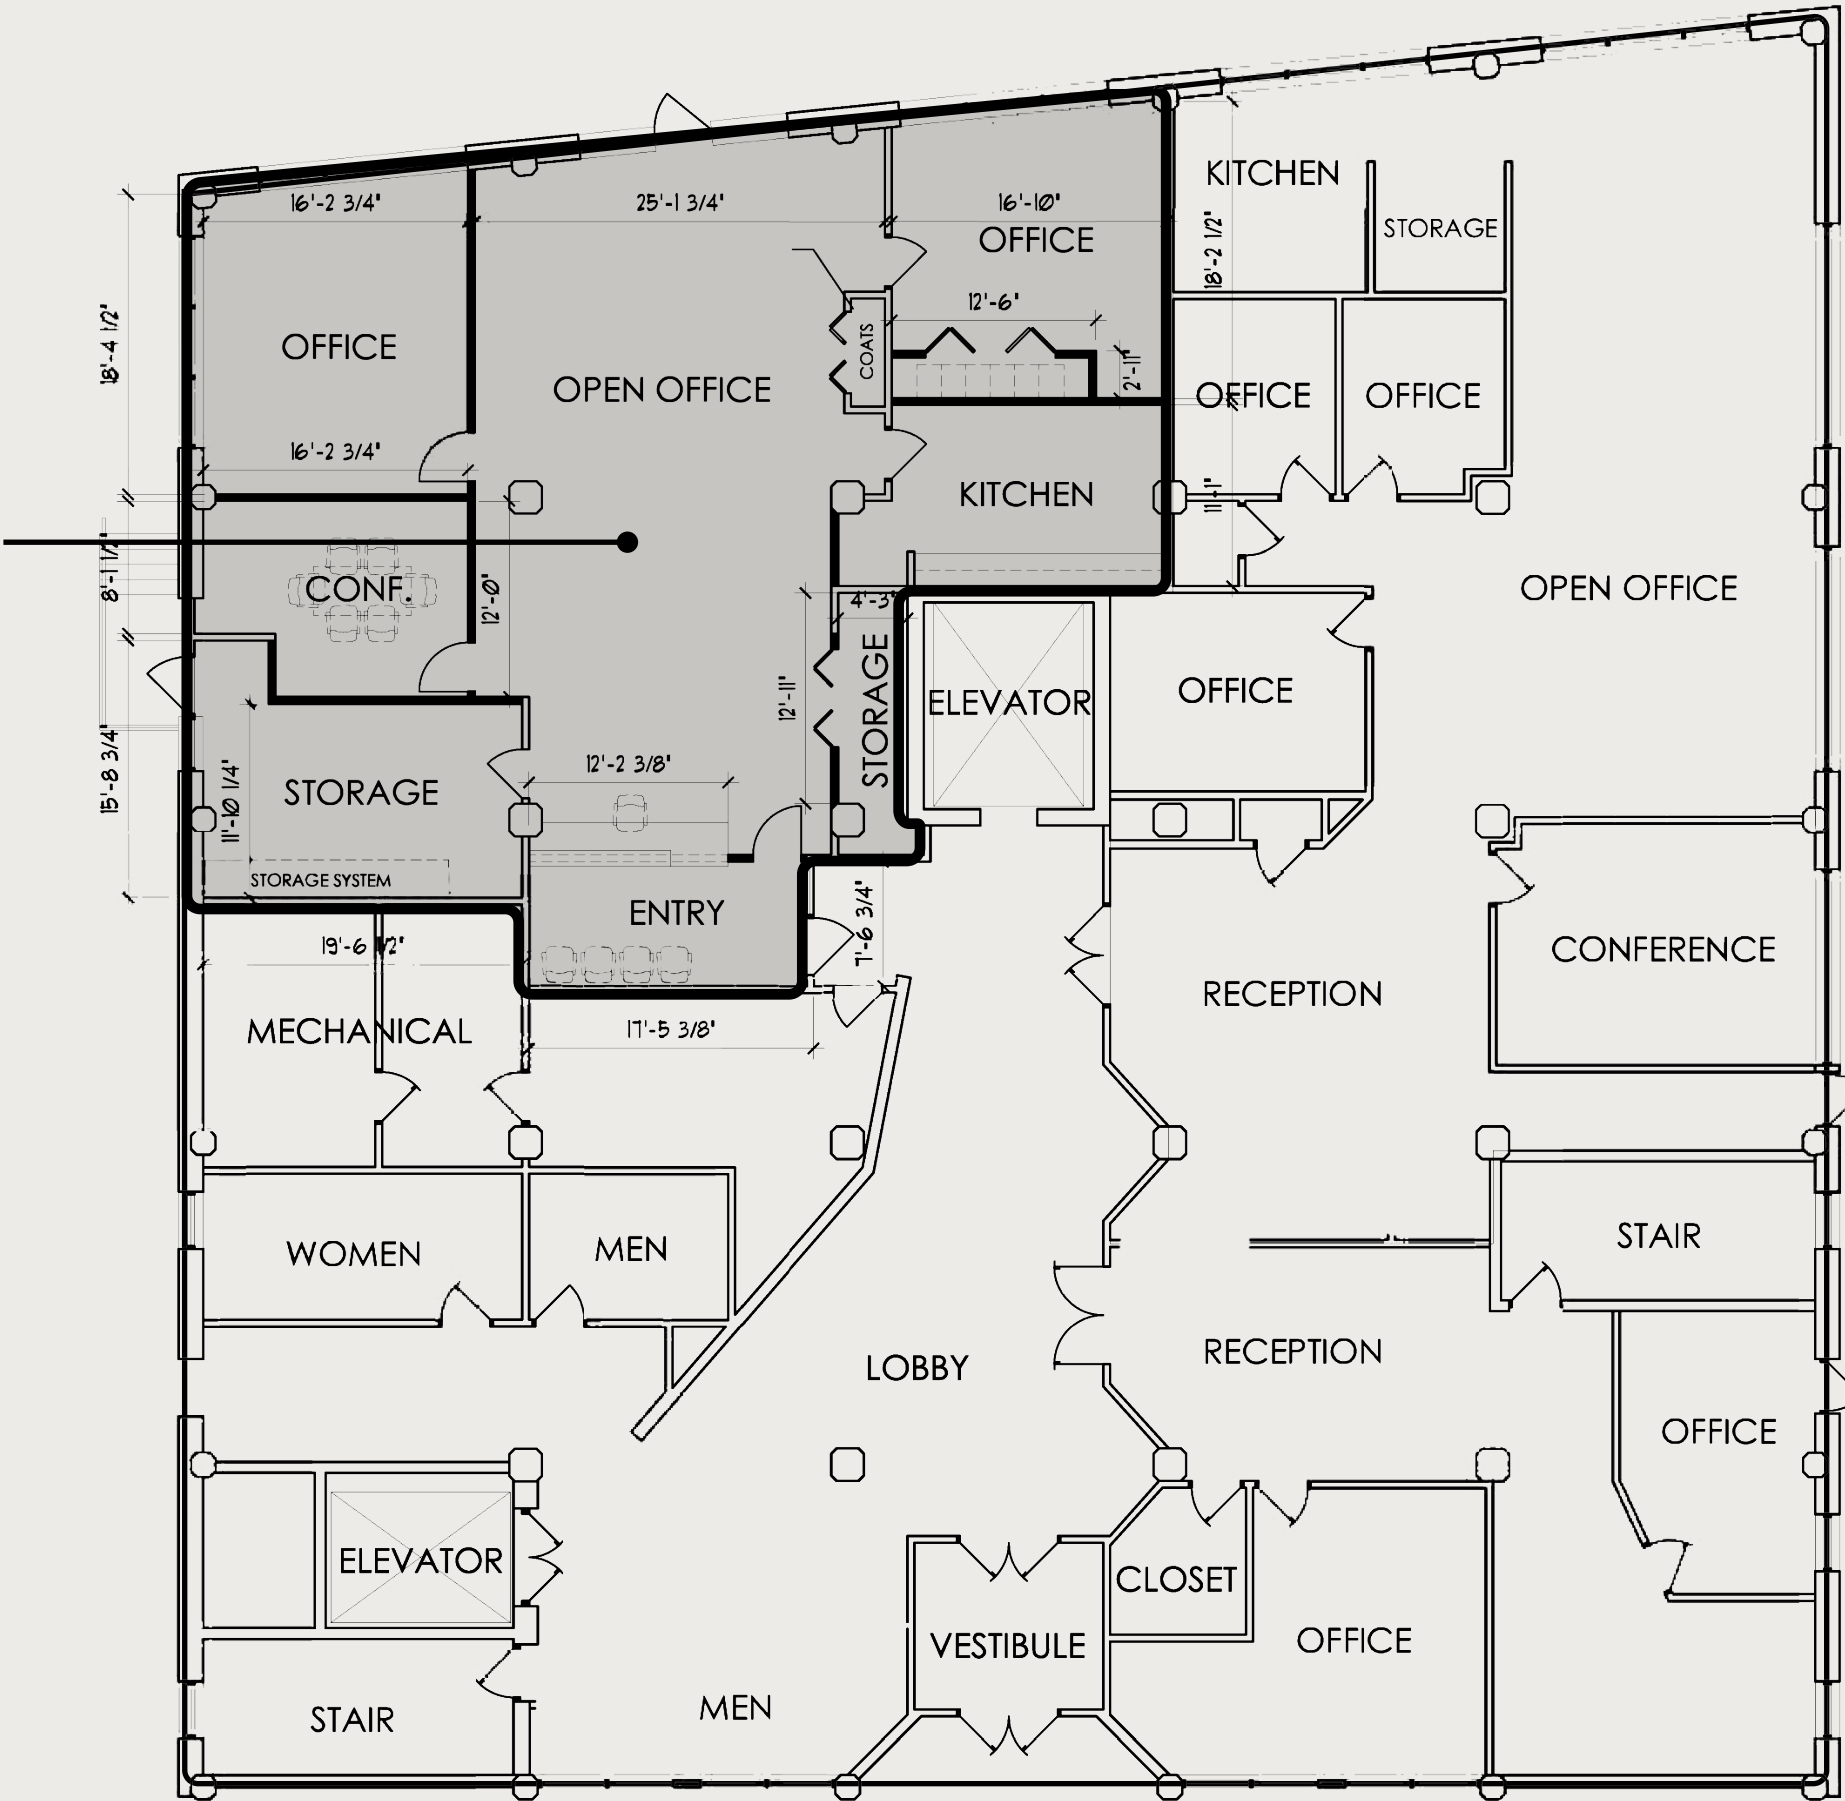 KITCHEN
16'-2 3/4"
25'-1 3/4"
16'-10"
STORAGE
OFFICE
18'-2 1/2"
12'-6"
18'-4 1/2"
OFFICE
COATS
2'-11"
OPEN OFFICE
OFFICE
OFFICE
16'-2 3/4"
KITCHEN
11'-1"
8'-1 1/2"
CONF.
12'-0"
4'-3"
OPEN OFFICE
STORAGE
12'-11"
ELEVATOR
OFFICE
15'-8 3/4"
12'-2 3/8"
STORAGE
11'-10 1/4"
STORAGE SYSTEM
ENTRY
7'-6 3/4"
19'-6 1/2"
CONFERENCE
RECEPTION
MECHANICAL
17'-5 3/8"
STAIR
WOMEN
MEN
RECEPTION
LOBBY
OFFICE
ELEVATOR
CLOSET
VESTIBULE
OFFICE
MEN
STAIR